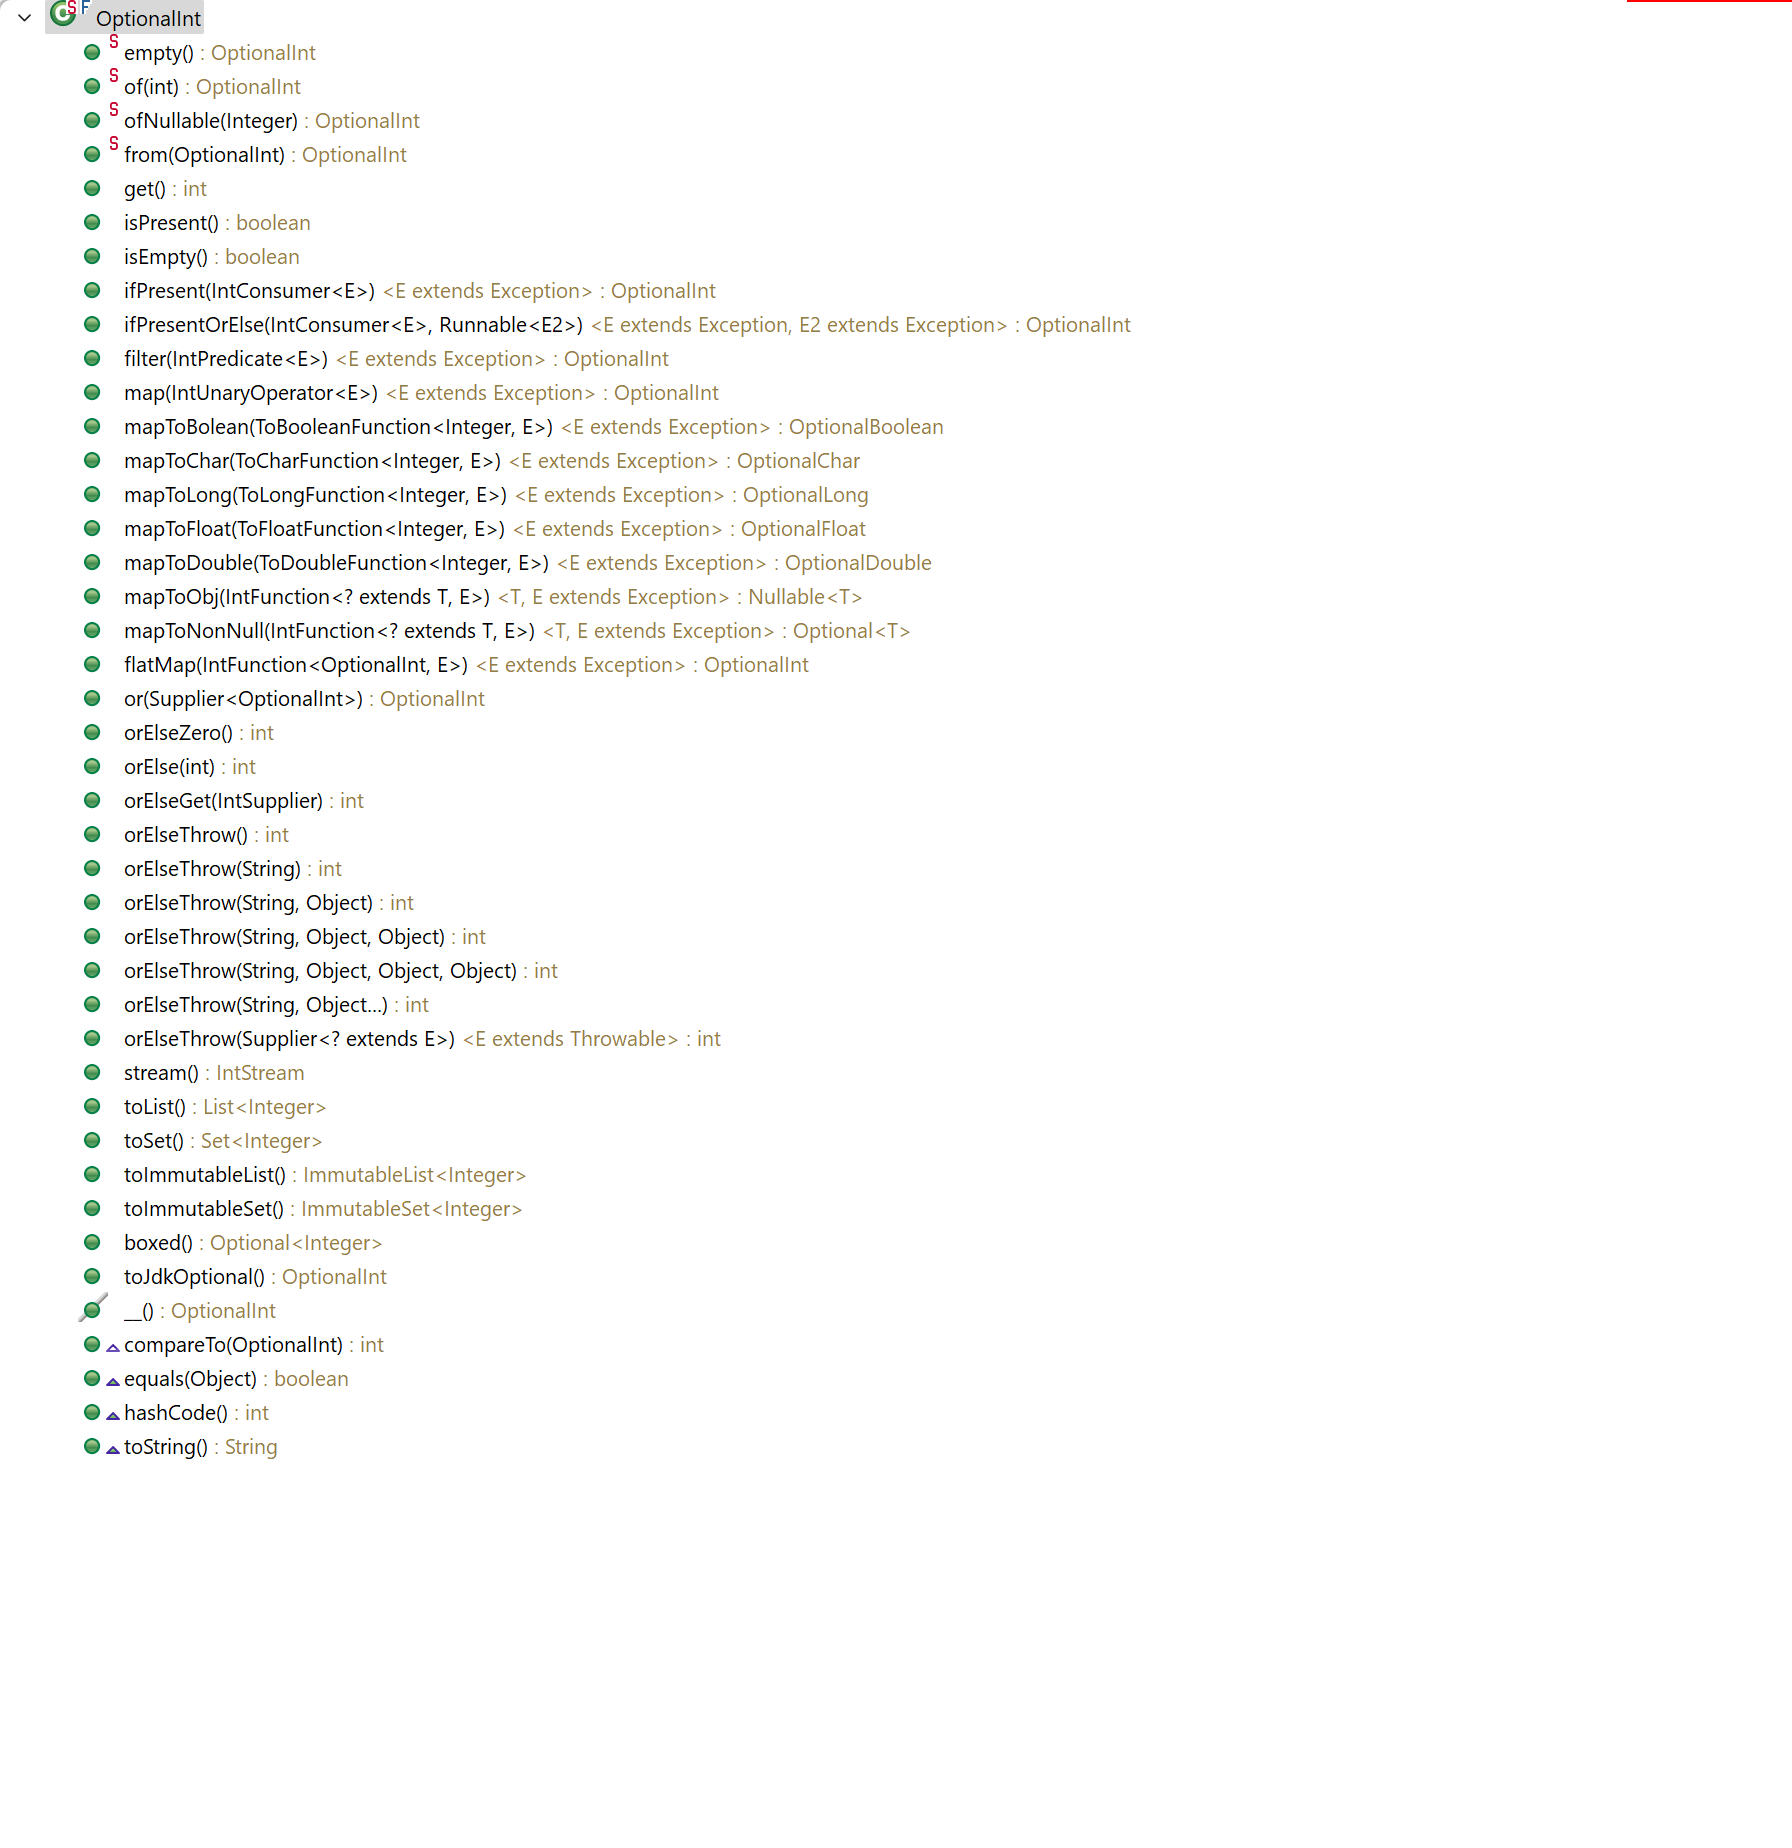 OptionalInt
empty() : OptionalInt
of(int) : OptionalInt
ofNullable(Integer) : OptionalInt
from(OptionalInt) : OptionalInt
get() : int
isPresent() : boolean
isEmpty() : boolean
ifPresent(IntConsumer<E>) <E extends Exception> : OptionalInt
ifPresentOrElse(IntConsumer<E>, Runnable<E2>) <E extends Exception, E2 extends Exception> : OptionalInt
filter(IntPredicate<E>) <E extends Exception> : OptionalInt
map(IntUnaryOperator<E>) <E extends Exception> : OptionalInt
mapToBolean(ToBooleanFunction<Integer, E>) <E extends Exception> : OptionalBoolean
mapToChar(ToCharFunction<Integer, E>) <E extends Exception> : OptionalChar
mapToLong(ToLongFunction<Integer, E>) <E extends Exception> : OptionalLong
mapToFloat(ToFloatFunction<Integer, E>) <E extends Exception> : OptionalFloat
mapToDouble(ToDoubleFunction<Integer, E>) <E extends Exception> : OptionalDouble
mapToObj(IntFunction<? extends T, E>) <T, E extends Exception> : Nullable<T>
mapToNonNull(IntFunction<? extends T, E>) <T, E extends Exception> : Optional<T>
flatMap(IntFunction<OptionalInt, E>) <E extends Exception> : OptionalInt
or(Supplier<OptionalInt>) : OptionalInt
orElseZero() : int
orElse(int) : int
orElseGet(IntSupplier) : int
orElseThrow() : int
orElseThrow(String) : int
orElseThrow(String, Object) : int
orElseThrow(String, Object, Object) : int
orElseThrow(String, Object, Object, Object) : int
orElseThrow(String, Object...) : int
orElseThrow(Supplier<? extends E>) <E extends Throwable> : int
stream() : IntStream
toList() : List<Integer>
toSet() : Set<Integer>
toImmutableList() : ImmutableList<Integer>
toImmutableSet() : ImmutableSet<Integer>
boxed() : Optional<Integer>
toJdkOptional() : OptionalInt
__() : OptionalInt
compareTo(OptionalInt) : int
equals(Object) : boolean
hashCode() : int
toString() : String